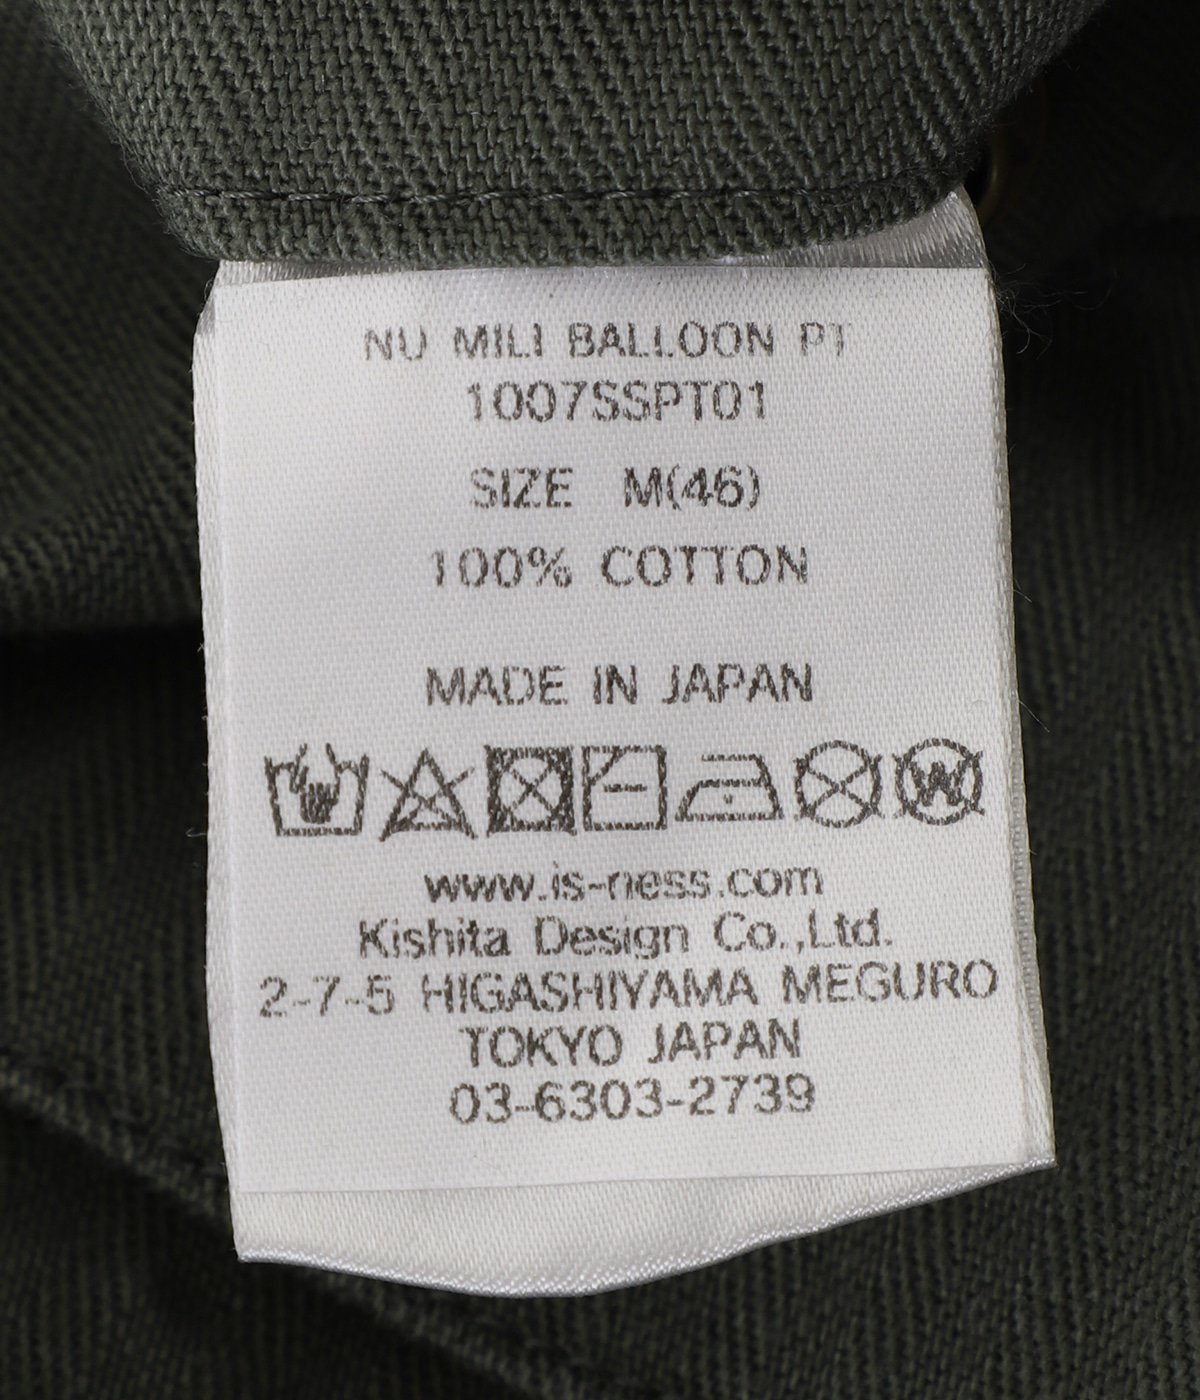 NU MILI BALLOON PT
1007SSPT01
SIZE M(46)
100% COTTON
MADE IN JAPAN
W
www.is-ness.com
Kishita Design Co.,Ltd.
2-7-5 HIGASHIYAMA MEGURO
TOKYO JAPAN
03-6303-2739